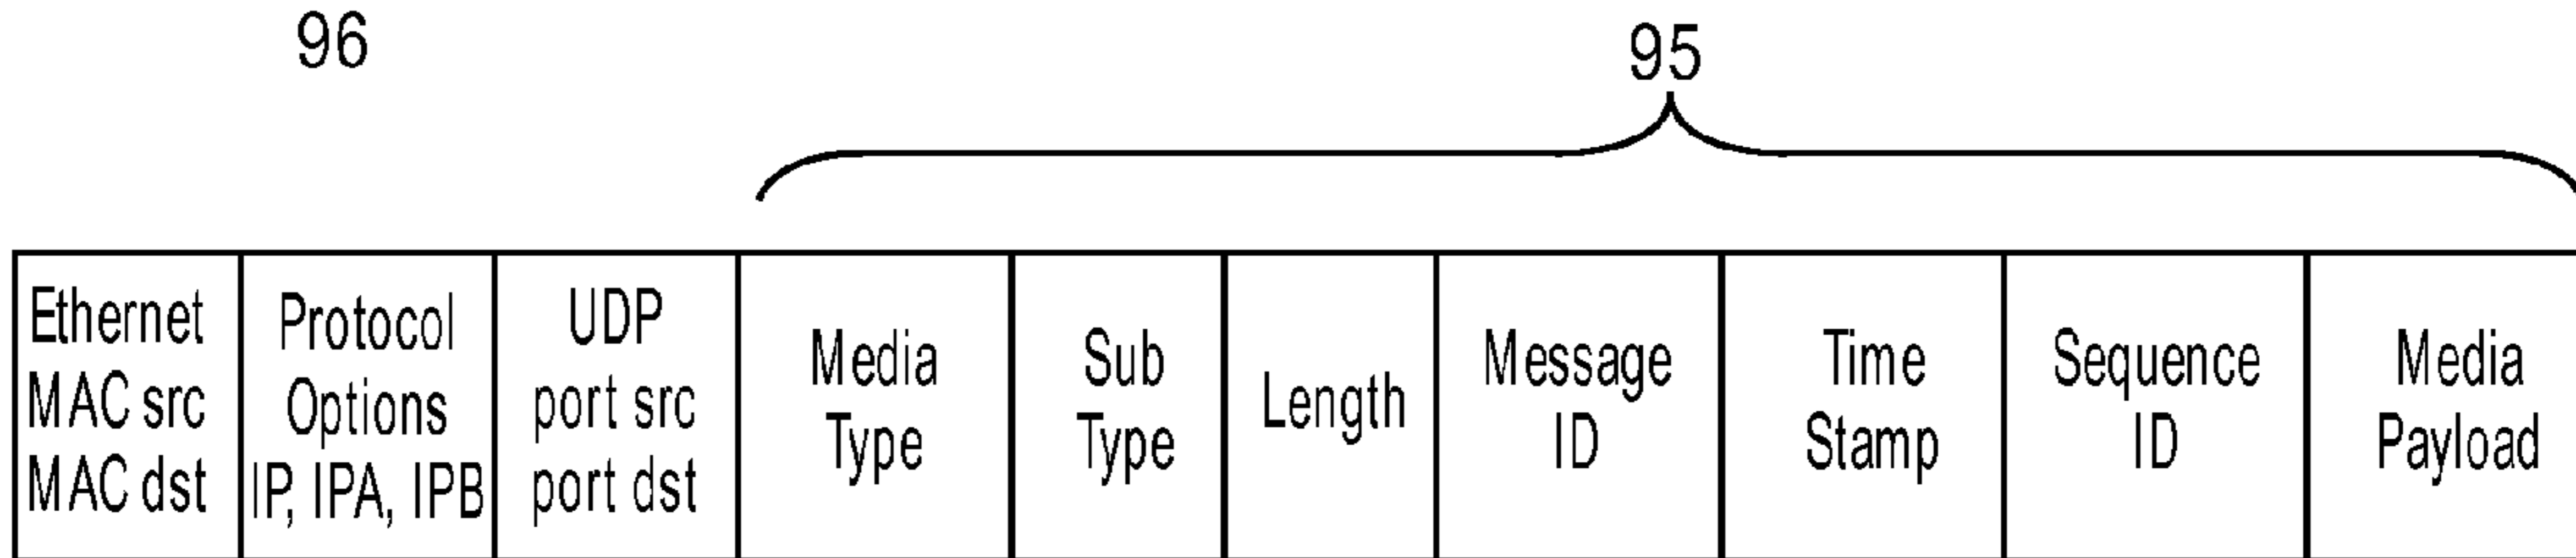 96
95
Ethernet
MAC src
MAC dst
Protocol
Options
IP, IPA, IPB
UDP
port src
port dst
Media
Type
Sub
Type
Length
Message
ID
Time
Stamp
Sequence
ID
Media
Payload